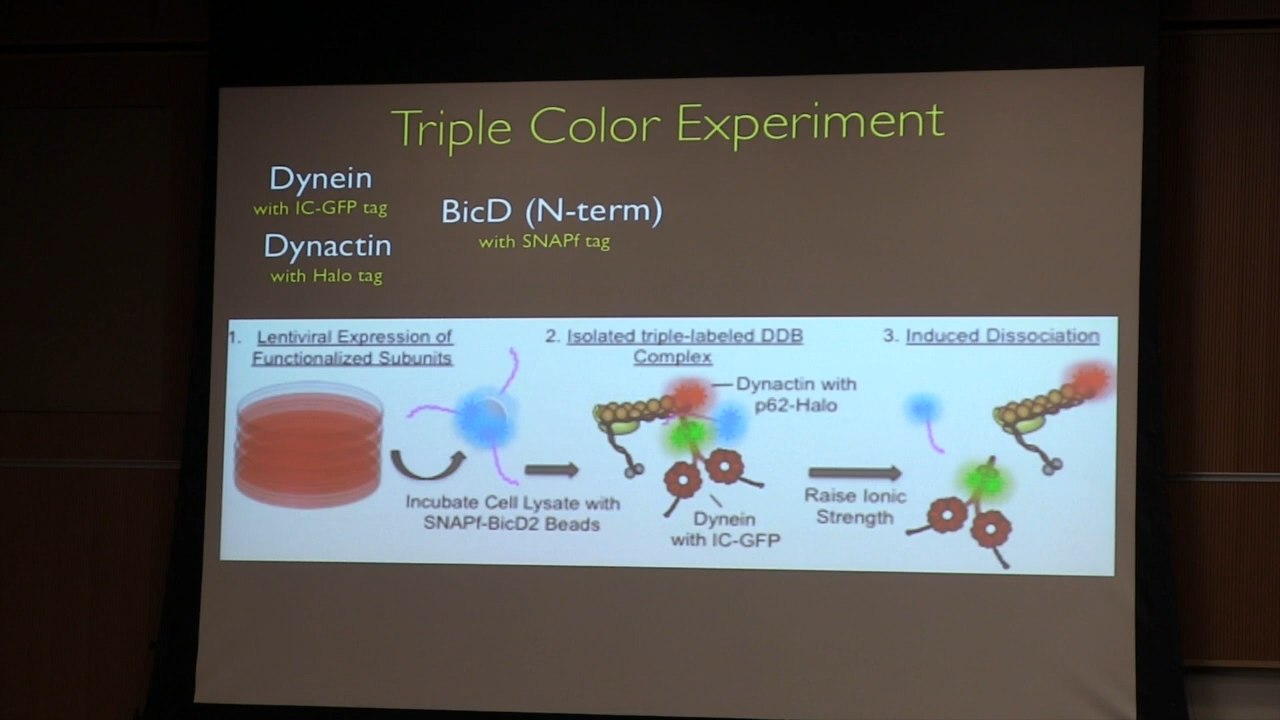 Triple Color Experiment
Dynein
with IC-GFP tag
BicD (N-term)
with SNAPf tag
Dynactin
with Halo tag
1. Lentiviral Expression of
Functionalized Subunits
Incubate Cell Lysate with
SNAPf-BicD2 Beads
2. Isolated triple-labeled DDB
Complex
Dynactin with
p62-Halo
Dynein
with IC-GFP
Raise Ionic
Strength
3. Induced Dissociation